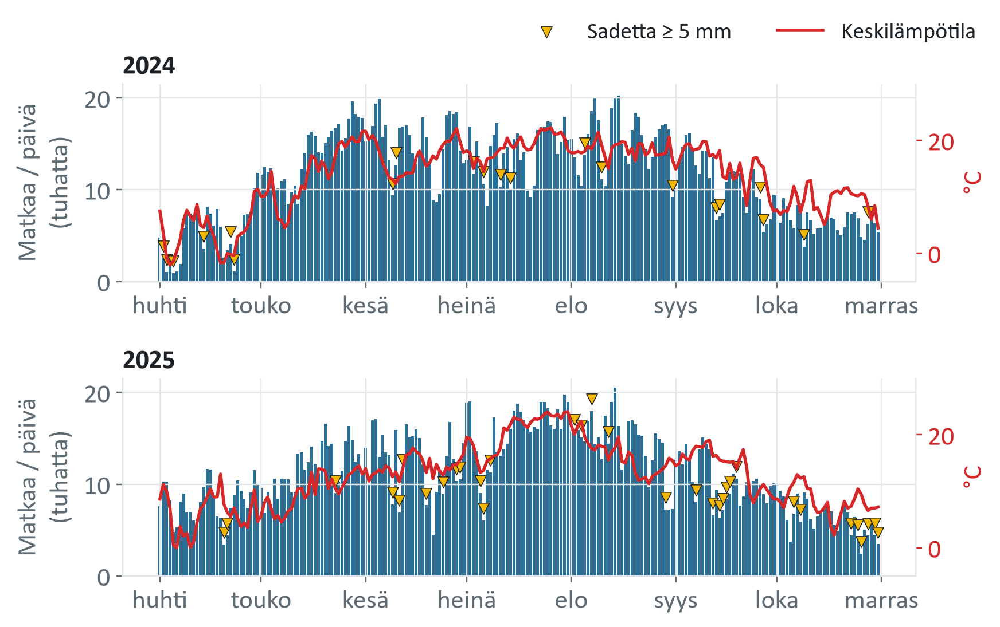 Sadetta ≥ 5 mm
Keskilämpötila
2024
Matkaa / päivä
(tuhatta)
20
10
0
20
0
°C
huhti
touko
kesä
heinä
elo
syys
loka
marras
2025
Matkaa / päivä
(tuhatta)
20
10
0
20
0
°C
huhti
touko
kesä
heinä
elo
syys
loka
marras